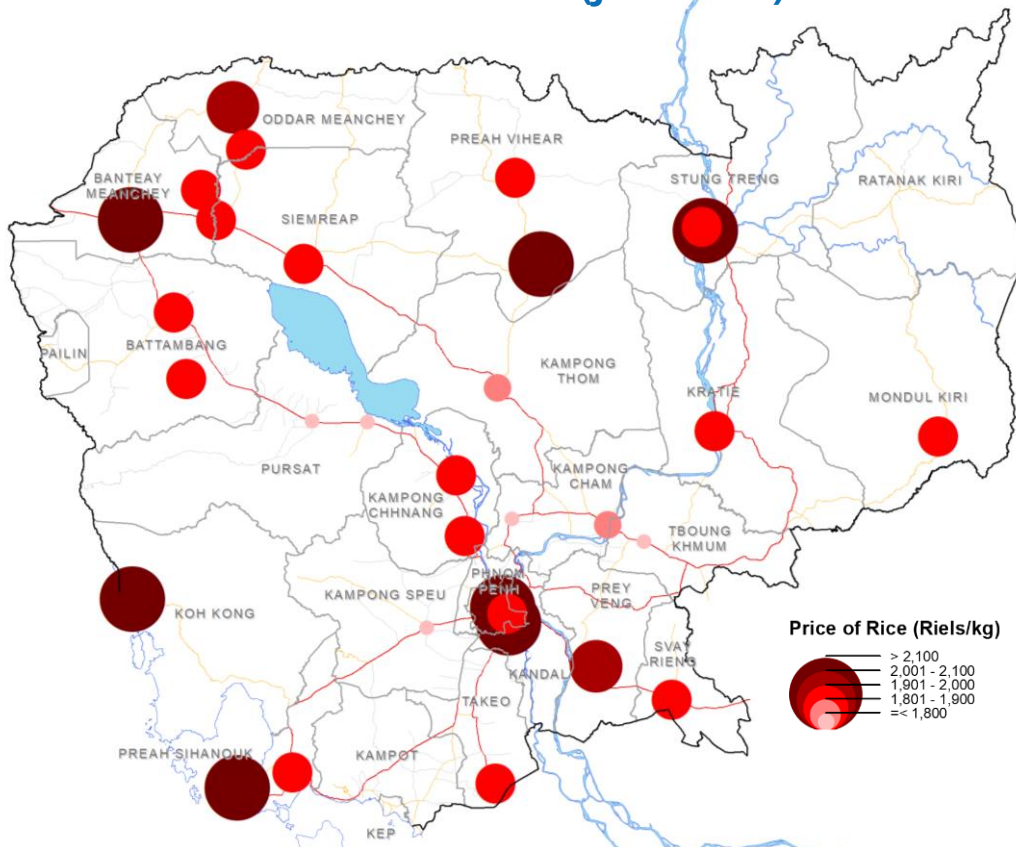 ODDAR MEANCHEY
PREAH VIHEAR
BANTEAY
MEANCHEY
STUNG TRENG
RATANAK KIRI
SIEMREAP
BATTAMBANG
PAILIN
KAMPONG
THOM
KRATIE
MONDUL KIRI
PURSAT
KAMPONG
CHHNANG
KAMPONG
CHAM
TBOUNG
KHMUM
PHNOM
PENH
KAMPONG SPEU
PREY
VENG
KOH KONG
SVAY
RIENG
KANDAL
TAKEO
PREAH SIHANOUK
KAMPOT
KEP
Price of Rice (Riels/kg)
> 2,100
2,001 - 2,100
1,901 - 2,000
1,801 - 1,900
=< 1,800